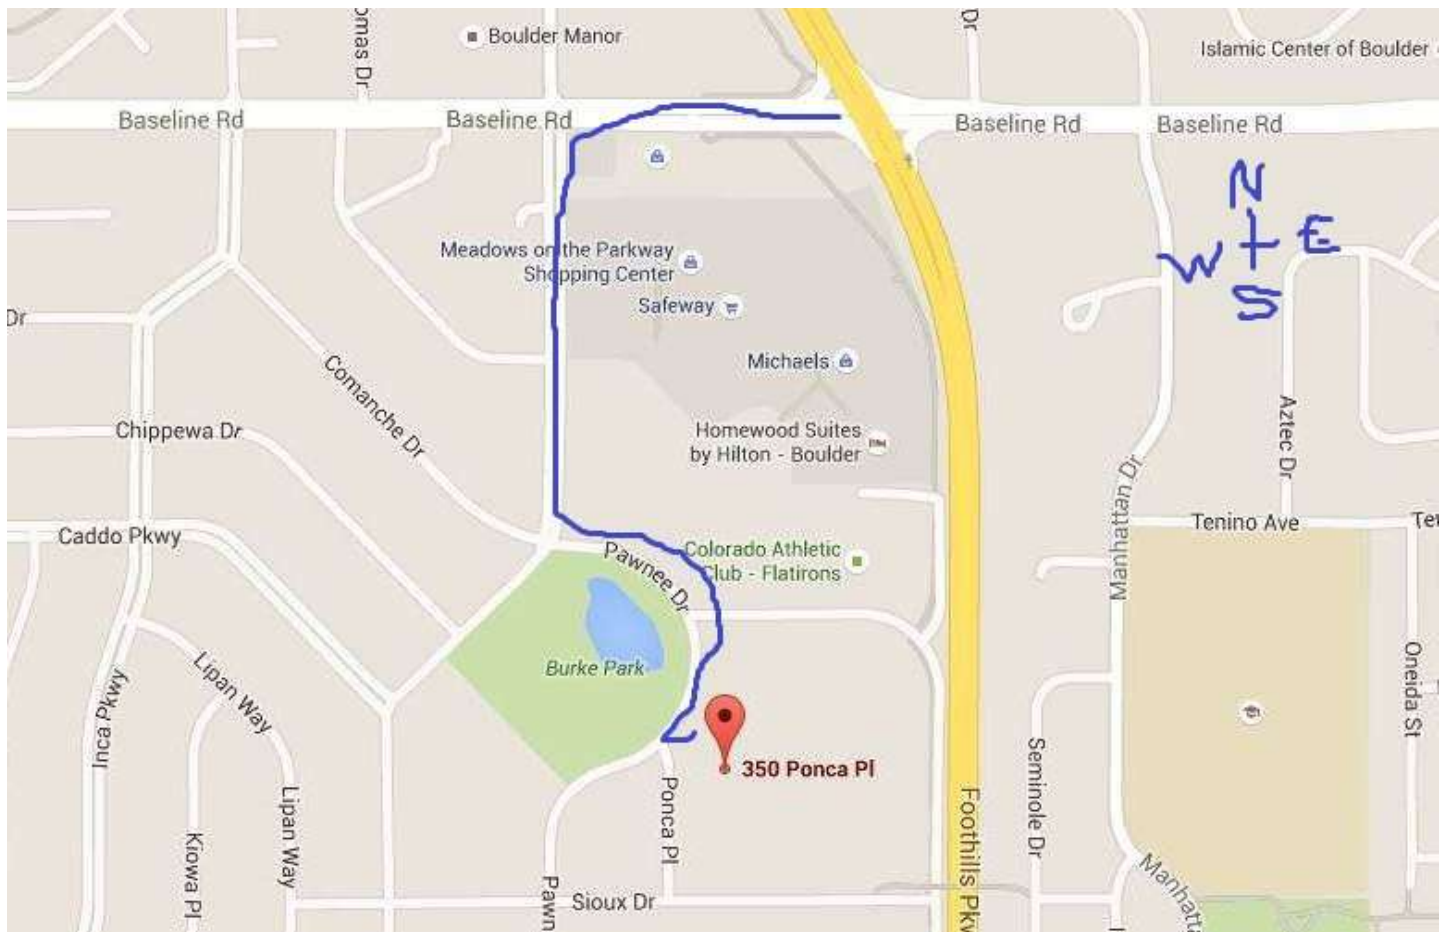 omas Dr
Dr
Boulder Manor
Islamic Center of Boulder
Baseline Rd
Baseline Rd
Baseline Rd
Baseline Rd
N
W E
S
Meadows on the Parkway
Shopping Center
Safeway
Dr
Michaels
Comanche Dr
Chippewa Dr
Homewood Suites
by Hilton - Boulder
Aztec Dr
Manhattan Dr
Tenino Ave
Te
Caddo Pkwy
Pawnee Dr
Colorado Athletic
Club - Flatirons
Burke Park
Lipan Way
Inca Pkwy
Oneida St
350 Ponca Pl
Ponca Pl
Seminole Dr
Foothills Pkw
Kiowa Pl
Lipan Way
Pawn
Sioux Dr
Manhatta